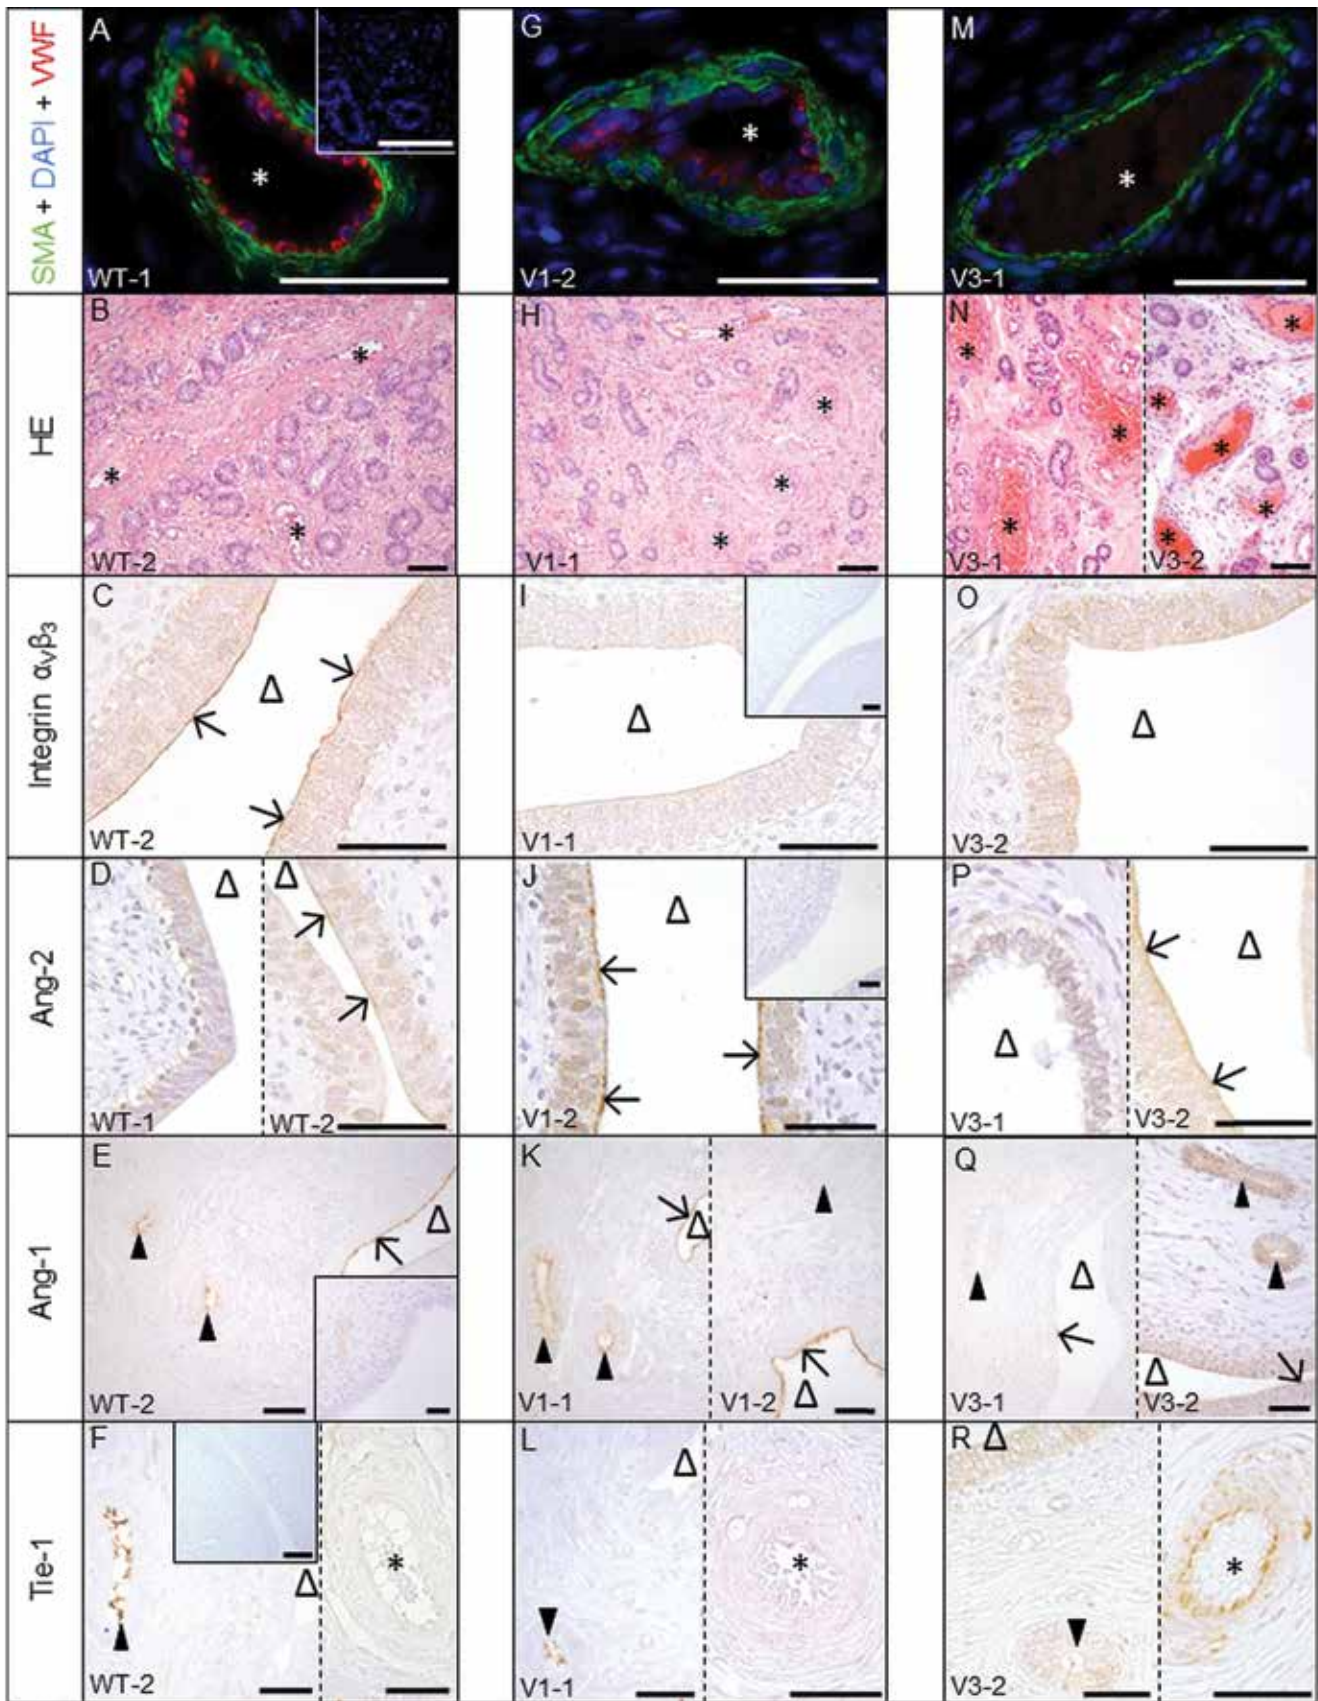 SMA + DAPI + VWF
A
*
WT-1
G
*
V1-2
M
*
V3-1
HE
B
*
*
*
WT-2
H
*
*
*
*
V1-1
N
*
*
*
V3-1
*
*
*
*
*
V3-2
Integrin αvβ3
C
Δ
WT-2
I
Δ
V1-1
O
Δ
V3-2
Ang-2
D
Δ
WT-1
Δ
WT-2
J
Δ
V1-2
P
Δ
V3-1
Δ
V3-2
Ang-1
E
Δ
WT-2
K
Δ
V1-1
Δ
V1-2
Q
Δ
V3-1
Δ
V3-2
Tie-1
F
Δ
WT-2
*
L
Δ
V1-1
*
R
Δ
V3-2
*